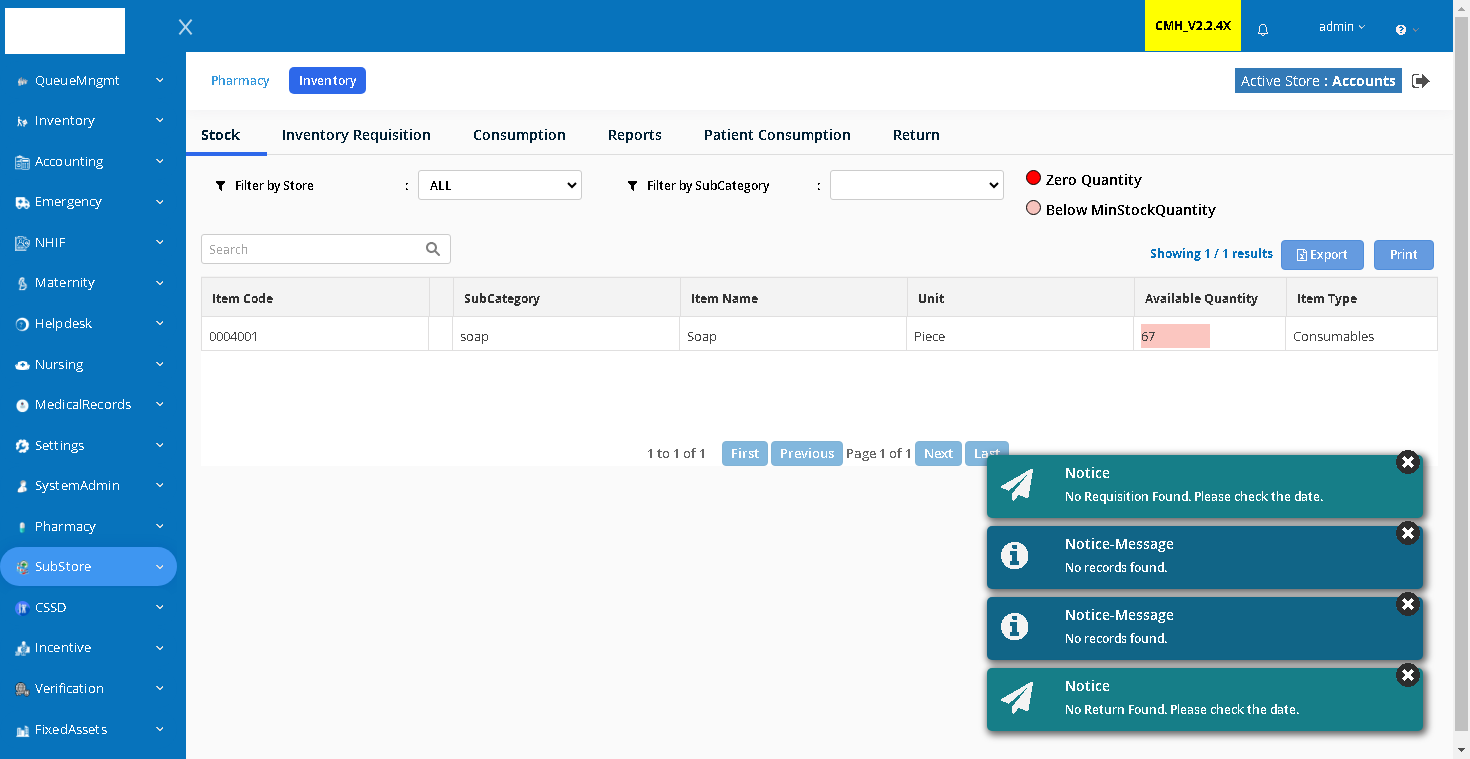 CMH_V2.2.4X
admin
QueueMngmt
Inventory
Accounting
Emergency
NHIF
Maternity
Helpdesk
Nursing
MedicalRecords
Settings
SystemAdmin
Pharmacy
SubStore
CSSD
Incentive
Verification
FixedAssets
Pharmacy Inventory
Active Store : Accounts
Stock Inventory Requisition Consumption Reports Patient Consumption Return
Filter by Store : ALL Filter by SubCategory :
Zero Quantity
Below MinStockQuantity
Search
Showing 1 / 1 results Export Print
Item Code SubCategory Item Name Unit Available Quantity Item Type
0004001 soap Soap Piece 67 Consumables
1 to 1 of 1 First Previous Page 1 of 1 Next Last
Notice
No Requisition Found. Please check the date.
Notice-Message
No records found.
Notice-Message
No records found.
Notice
No Return Found. Please check the date.